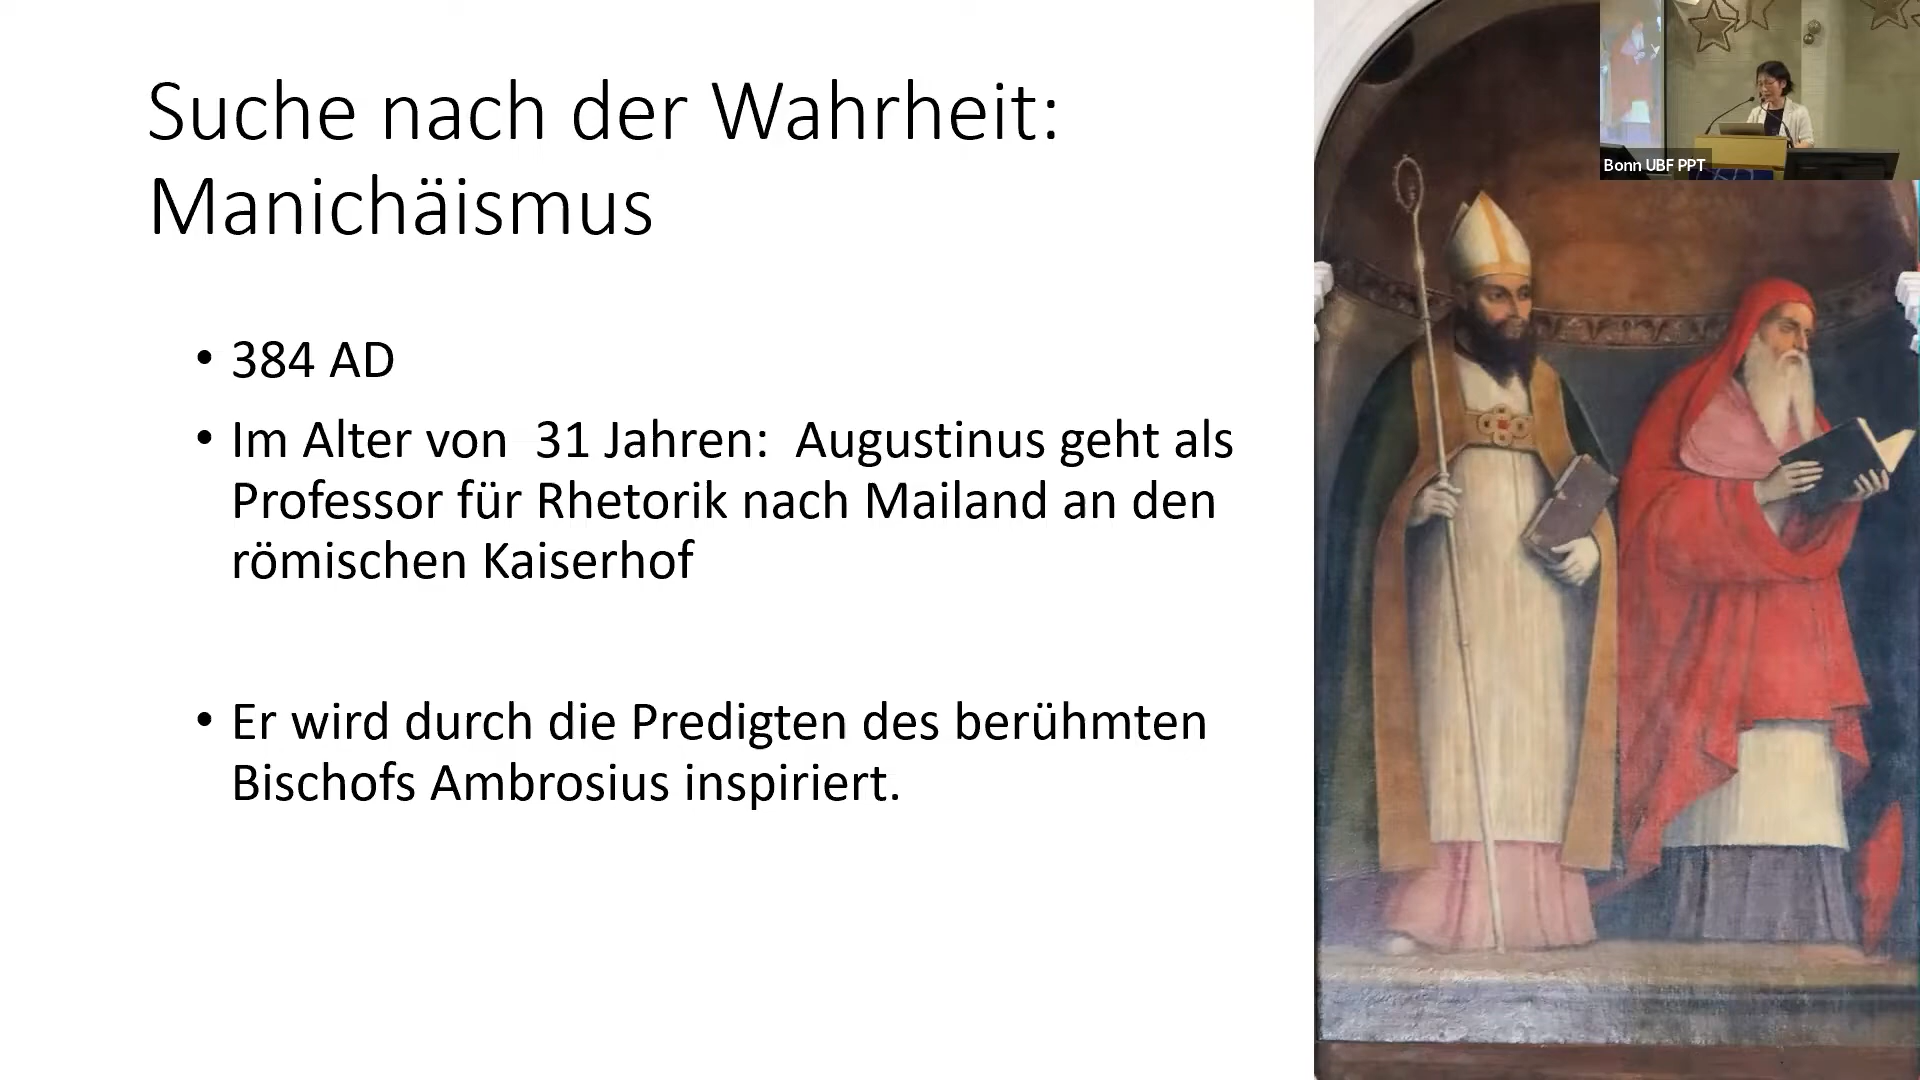 Suche nach der Wahrheit:
Manichäismus
• 384 AD
• Im Alter von  31 Jahren:  Augustinus geht als
Professor für Rhetorik nach Mailand an den
römischen Kaiserhof
• Er wird durch die Predigten des berühmten
Bischofs Ambrosius inspiriert.
Bonn UBF PPT